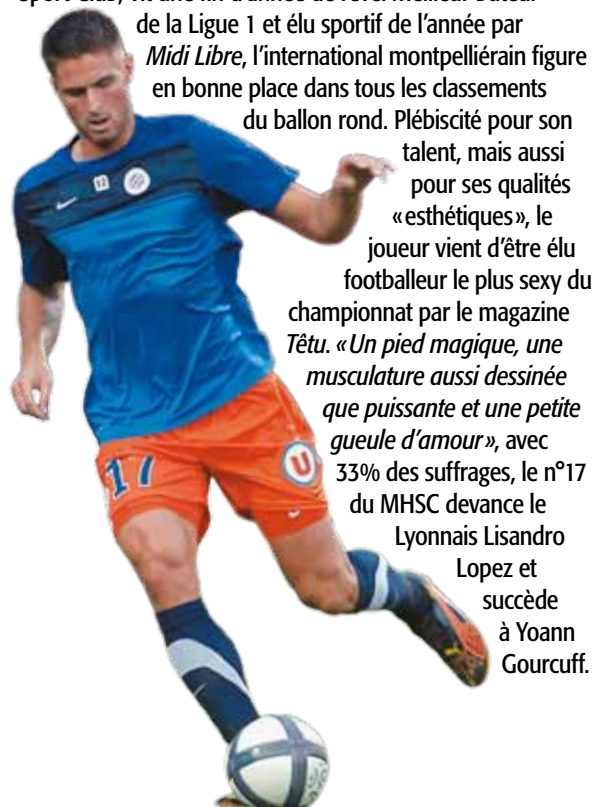 de la Ligue 1 et élu sportif de l'année par
Midi Libre, l'international montpelliérain figure
en bonne place dans tous les classements
du ballon rond. Plébiscité pour son
talent, mais aussi
pour ses qualités
«esthétiques», le
joueur vient d'être élu
footballeur le plus sexy du
championnat par le magazine
Têtu. «Un pied magique, une
musculature aussi dessinée
que puissante et une petite
gueule d'amour», avec
33% des suffrages, le n°17
du MHSC devance le
Lyonnais Lisandro
Lopez et
succède
à Yoann
Gourcuff.
17
U